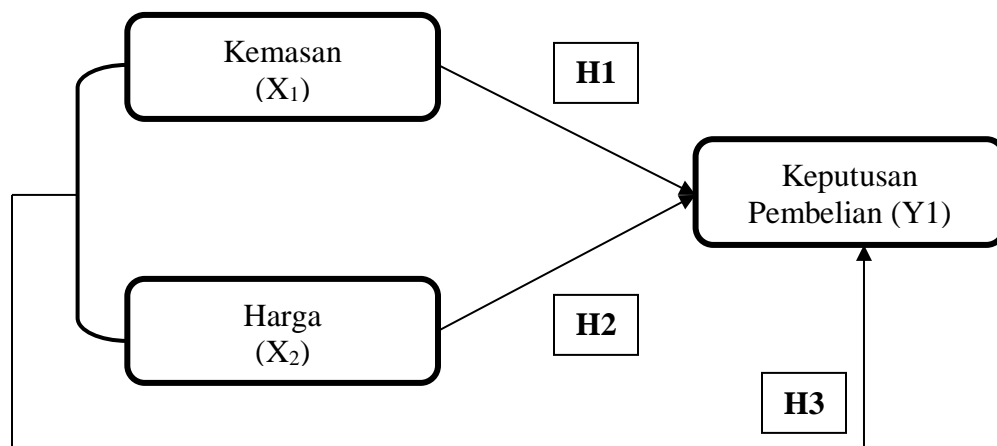 Kemasan
(X₁)
H1
Keputusan
Pembelian (Y1)
Harga
(X₂)
H2
H3